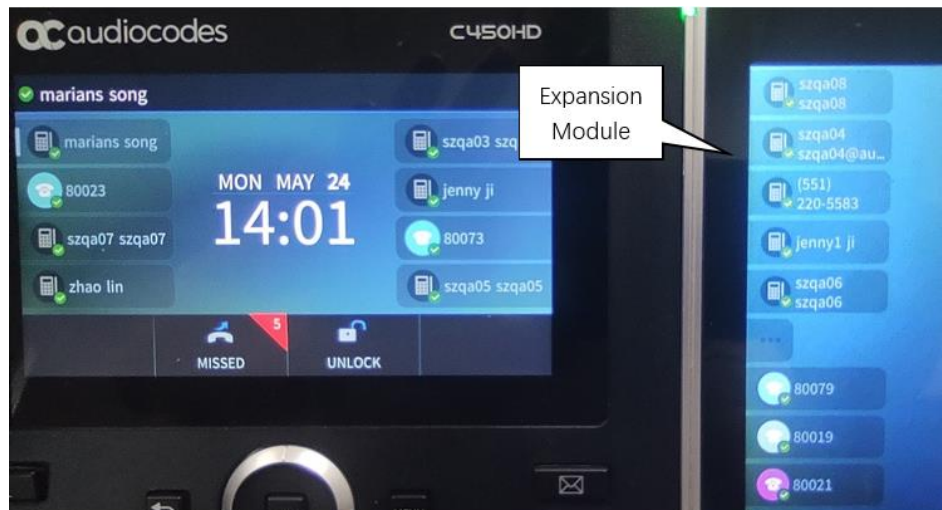 audiocodes
C450HD
marians song
marians song
80023
szqa07 szqa07
zhao lin
MON MAY 24
14:01
szqa03 szq
jenny ji
80073
szqa05 szqa05
5
MISSED
UNLOCK
Expansion
Module
szqa08
szqa08
szqa04
szqa04@au...
(551)
220-5583
jenny1 ji
szqa06
szqa06
...
80079
80019
80021